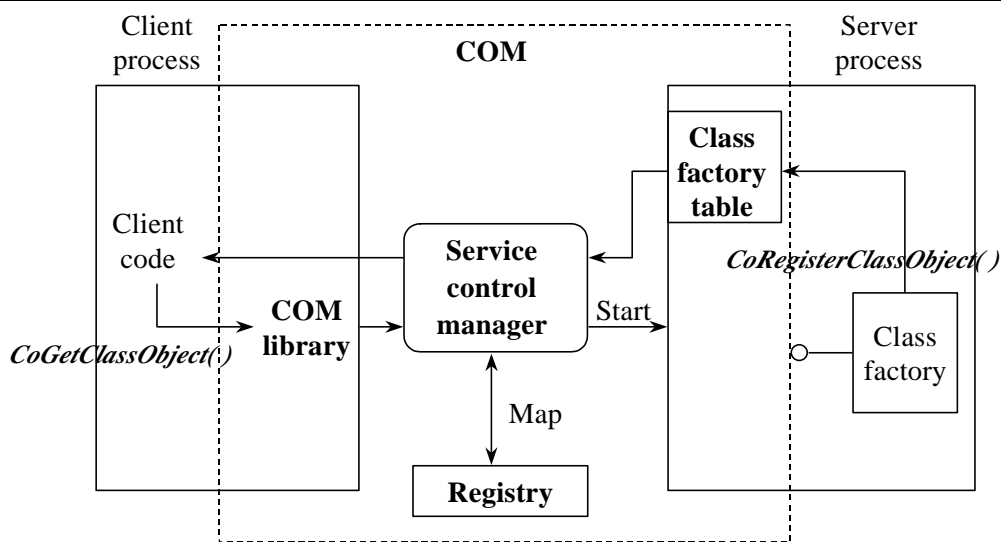 Client
process
COM
Server
process
Class
factory
table
Client
code
Service
control
manager
CoRegisterClassObject( )
COM
library
Start
CoGetClassObject( )
Class
factory
Map
Registry